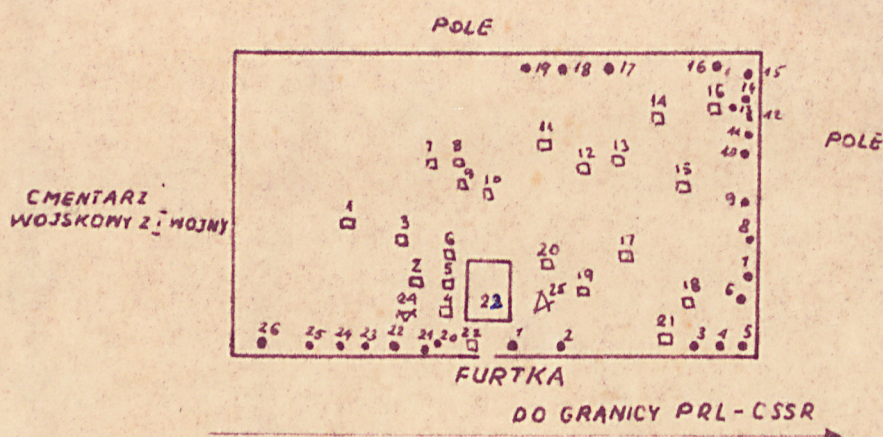 POLE
19 18 17 16 1 15
14
14 16 13 12
11 11
7 8 12 13 10 POLE
9 10 15
CMENTARZ 1 9
WOJSKOWY Z I WOJNY
3 8
6 20 17
2 5 19 7
24 4 23 25 18 6
26 25 24 23 22 21 20 22 1 2 21 3 4 5
FURTKA
DO GRANICY PRL-CSSR